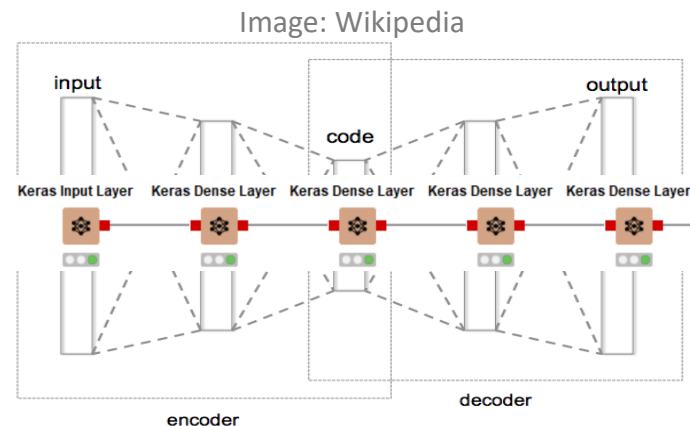 Image: Wikipedia
input
output
code
Keras Input Layer
Keras Dense Layer
Keras Dense Layer
Keras Dense Layer
Keras Dense Layer
decoder
encoder